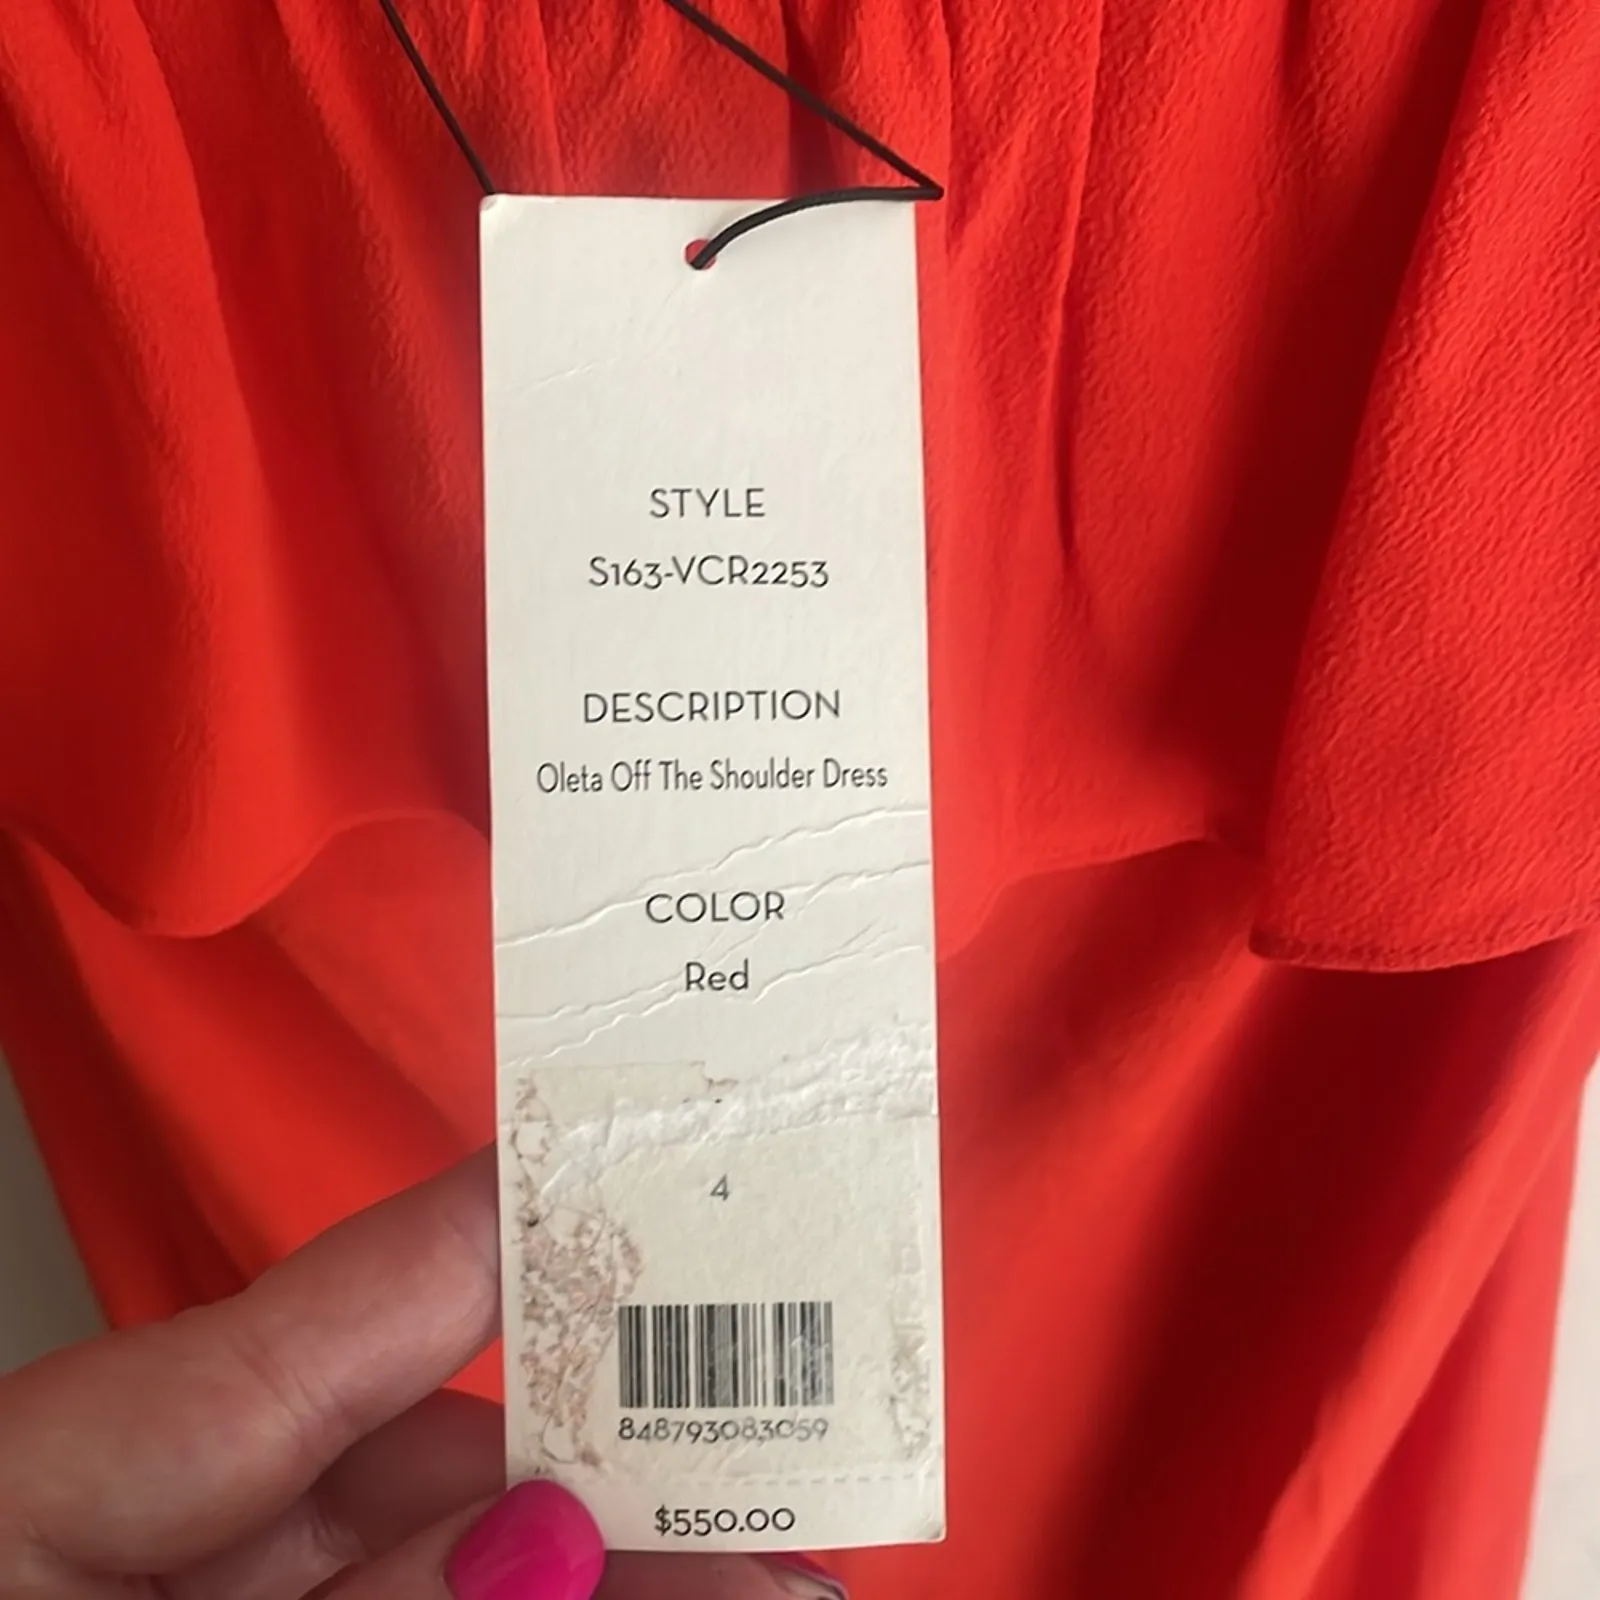 STYLE
S163-VCR2253
DESCRIPTION
Oleta Off The Shoulder Dress
COLOR
Red
4
848793083059
$550.00